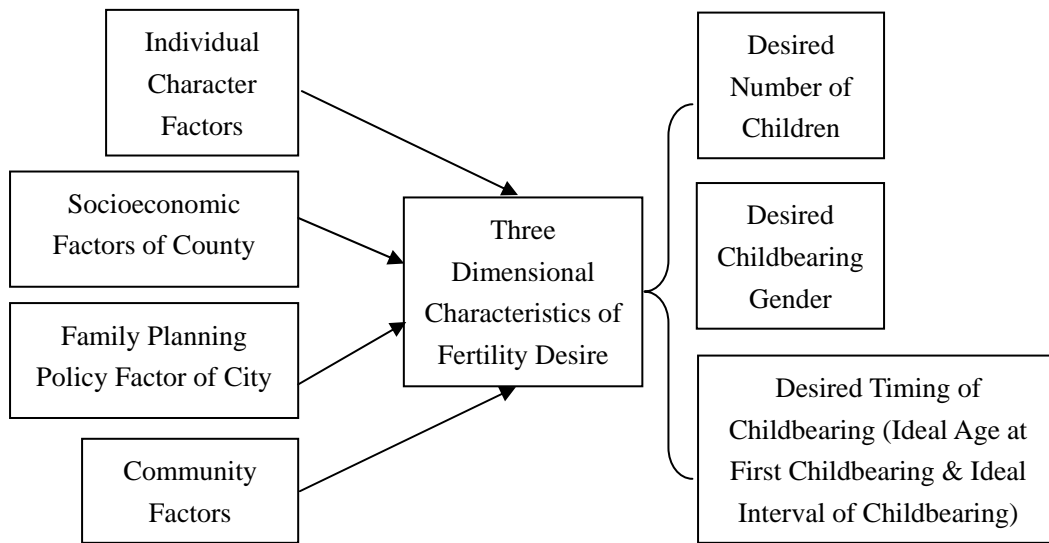 Individual
Character
Factors
Socioeconomic
Factors of County
Family Planning
Policy Factor of City
Community
Factors
Three
Dimensional
Characteristics of
Fertility Desire
Desired
Number of
Children
Desired
Childbearing
Gender
Desired Timing of
Childbearing (Ideal Age at
First Childbearing & Ideal
Interval of Childbearing)